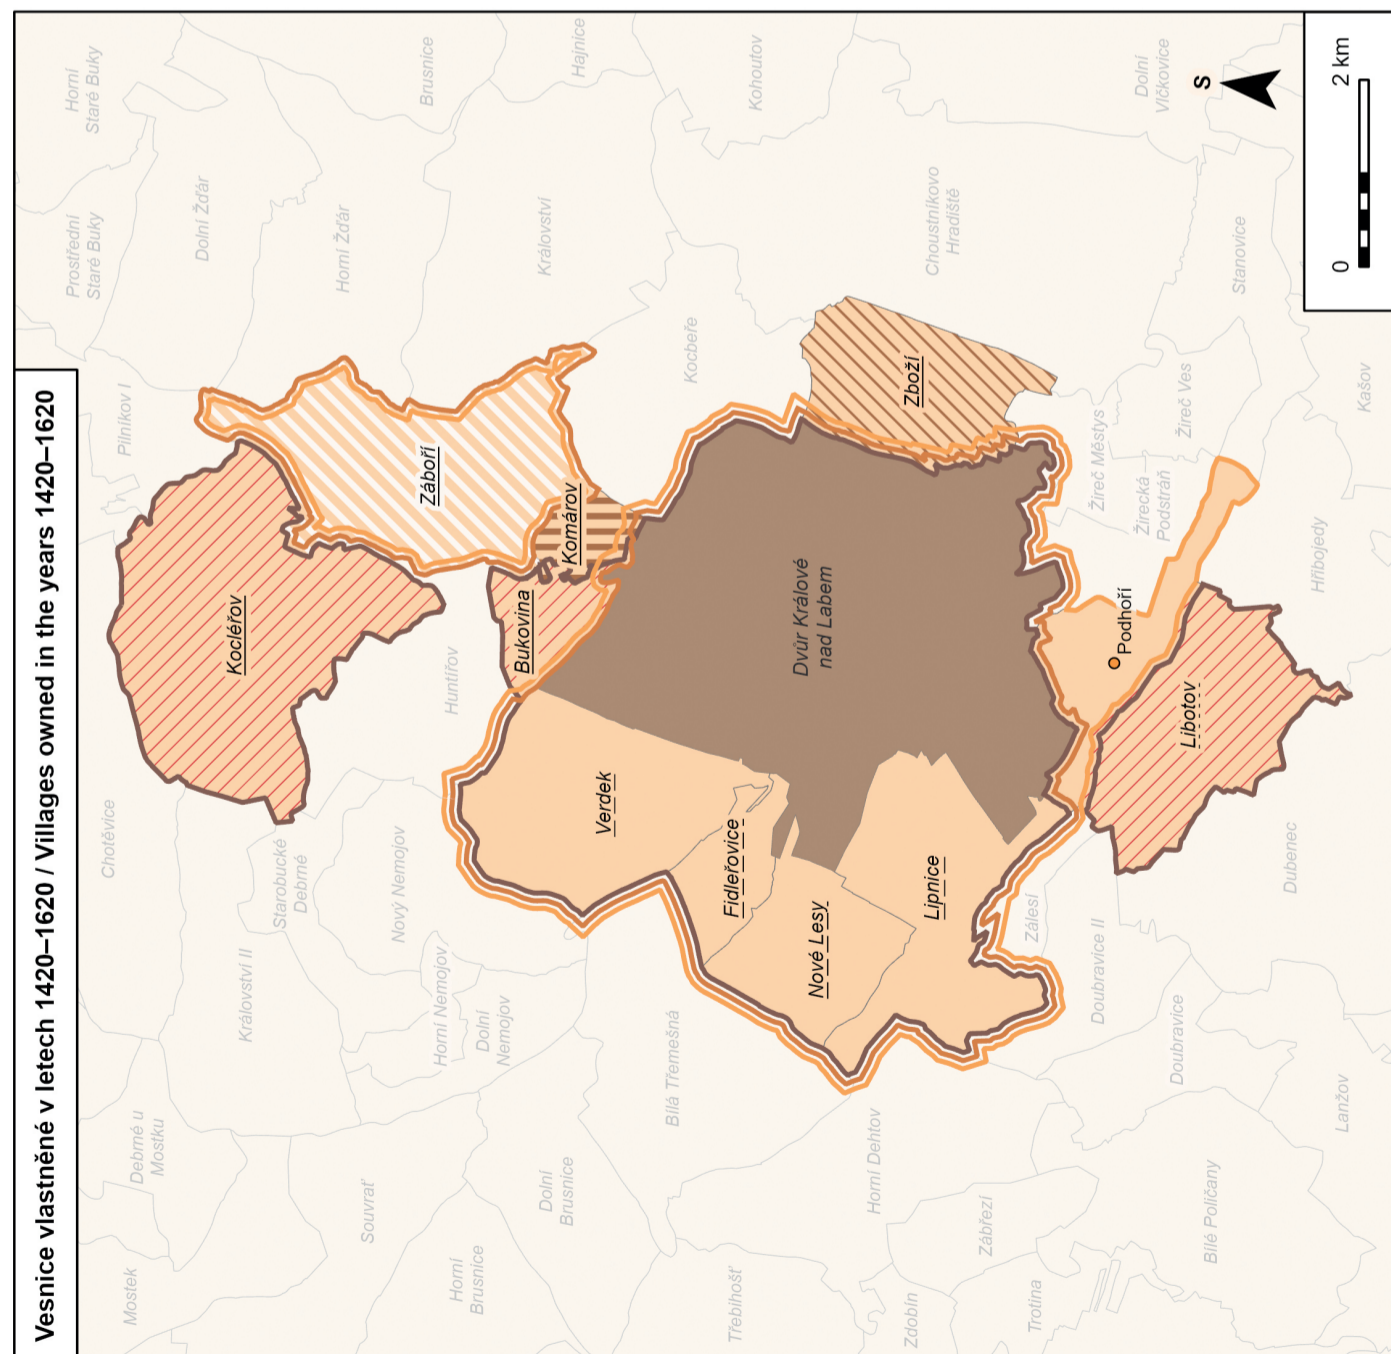 Vesnice vlastněné v letech 1420–1620 / Villages owned in the years 1420–1620
Mostek
Debrné u
Mostku
Chotěvice
Pilníkov I
Prostřední
Staré Buky
Horní
Staré Buky
Souvrať
Království II
Starobucké
Debrné
Kocléřov
Dolní Žďár
Horní Žďár
Brusnice
Horní
Brusnice
Dolní
Brusnice
Horní Nemojov
Dolní
Nemojov
Nový Nemojov
Huntířov
Záboří
Bukovina
Komárov
Království
Hajnice
Třebihošť
Bílá Třemešná
Verdek
Fidleřovice
Kocbeře
Kohoutov
Nové Lesy
Dvůr Králové
nad Labem
Zboží
Choustníkovo
Hradiště
Horní Dehtov
Lipnice
Zdobín
Zábřezí
Trotina
Zálesí
Doubravice II
Doubravice
Podhoří
Žireč Městys
Žirecká
Podstráň
Žireč Ves
Dolní
Vlčkovice
Stanovice
Bílé Poličany
Libotov
Dubenec
Hřibojedy
Lanžov
Kašov
S
0
2 km